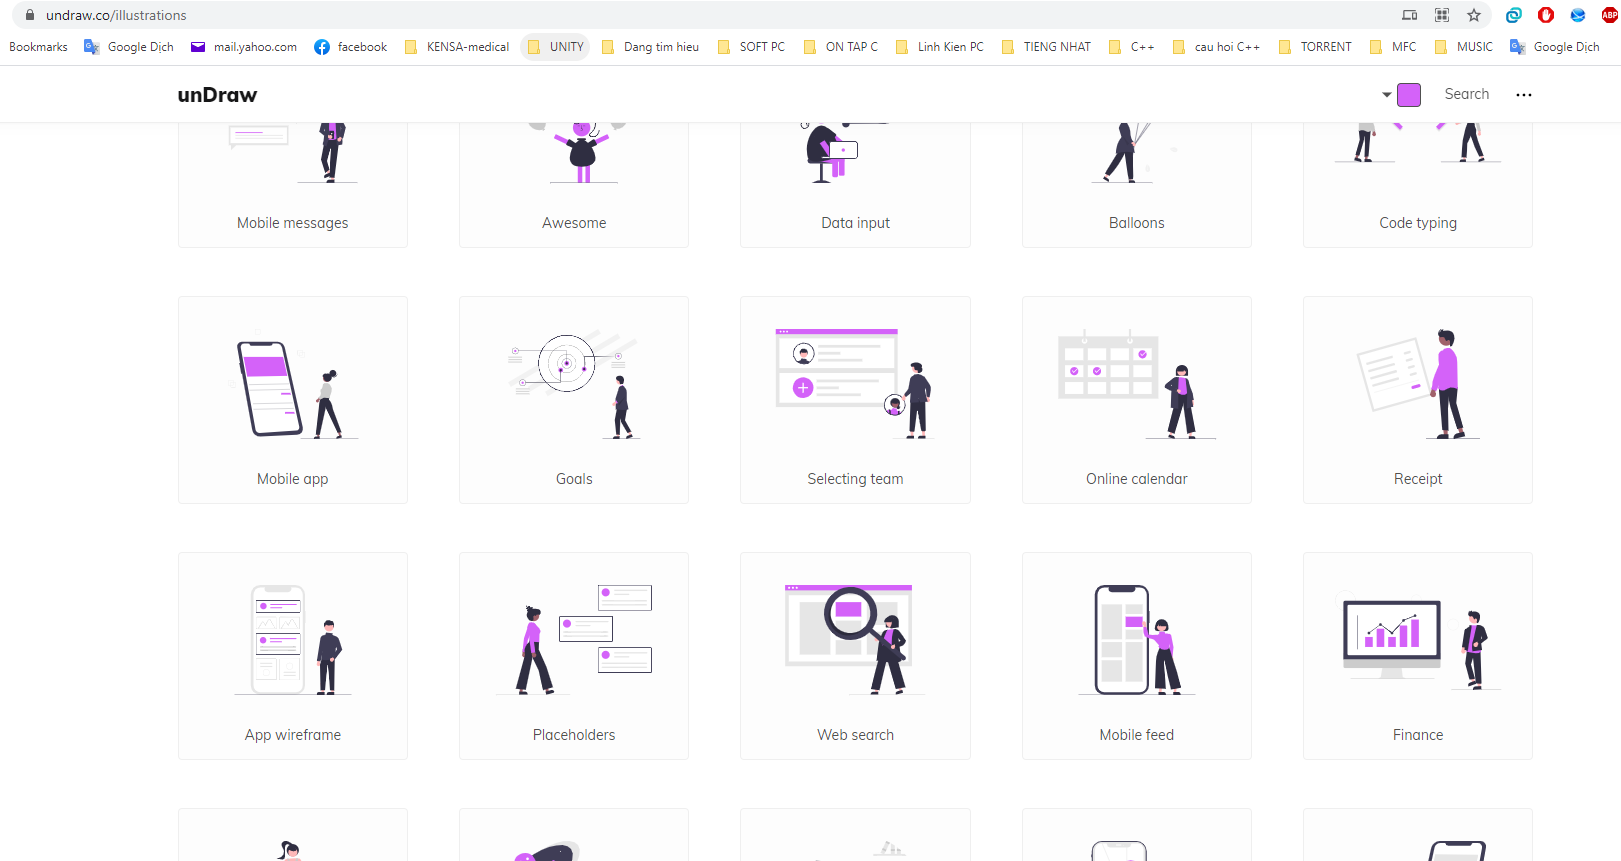 undraw.co/illustrations
ABP
Bookmarks Google Dịch mail.yahoo.com facebook KENSA-medical UNITY Dang tim hieu SOFT PC ON TAP C Linh Kien PC TIENG NHAT C++ cau hoi C++ TORRENT MFC MUSIC Google Dịch
unDraw Search
Mobile messages Awesome Data input Balloons Code typing
Mobile app Goals Selecting team Online calendar Receipt
App wireframe Placeholders Web search Mobile feed Finance